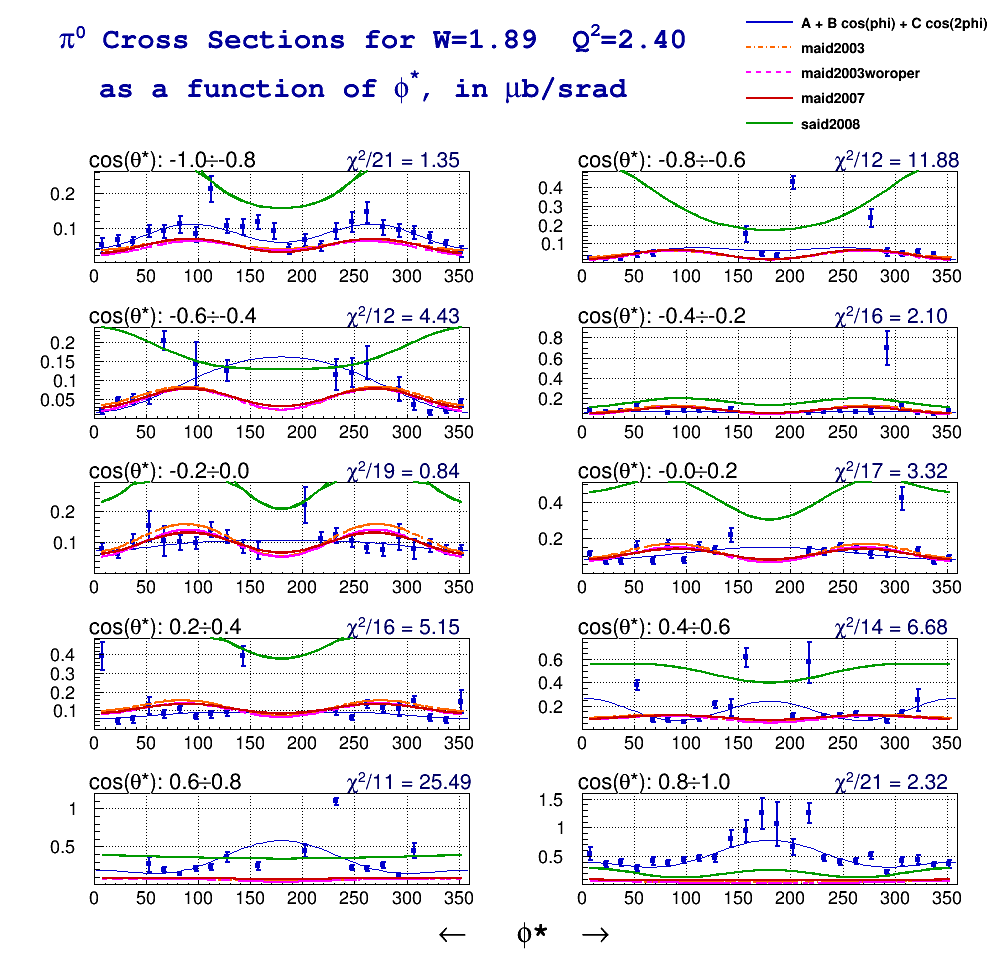 π⁰ Cross Sections for W=1.89 Q²=2.40
as a function of ϕ*, in μb/srad
A + B cos(phi) + C cos(2phi)
maid2003
maid2003woroper
maid2007
said2008
cos(θ*): -1.0÷-0.8 χ²/21 = 1.35
0.2
0.1
0 50 100 150 200 250 300 350
cos(θ*): -0.8÷-0.6 χ²/12 = 11.88
0.4
0.3
0.2
0.1
0 50 100 150 200 250 300 350
cos(θ*): -0.6÷-0.4 χ²/12 = 4.43
0.2
0.15
0.1
0.05
0 50 100 150 200 250 300 350
cos(θ*): -0.4÷-0.2 χ²/16 = 2.10
0.8
0.6
0.4
0.2
0 50 100 150 200 250 300 350
cos(θ*): -0.2÷0.0 χ²/19 = 0.84
0.2
0.1
0 50 100 150 200 250 300 350
cos(θ*): -0.0÷0.2 χ²/17 = 3.32
0.4
0.2
0 50 100 150 200 250 300 350
cos(θ*): 0.2÷0.4 χ²/16 = 5.15
0.4
0.3
0.2
0.1
0 50 100 150 200 250 300 350
cos(θ*): 0.4÷0.6 χ²/14 = 6.68
0.6
0.4
0.2
0 50 100 150 200 250 300 350
cos(θ*): 0.6÷0.8 χ²/11 = 25.49
1
0.5
0 50 100 150 200 250 300 350
cos(θ*): 0.8÷1.0 χ²/21 = 2.32
1.5
1
0.5
0 50 100 150 200 250 300 350
← ϕ* →